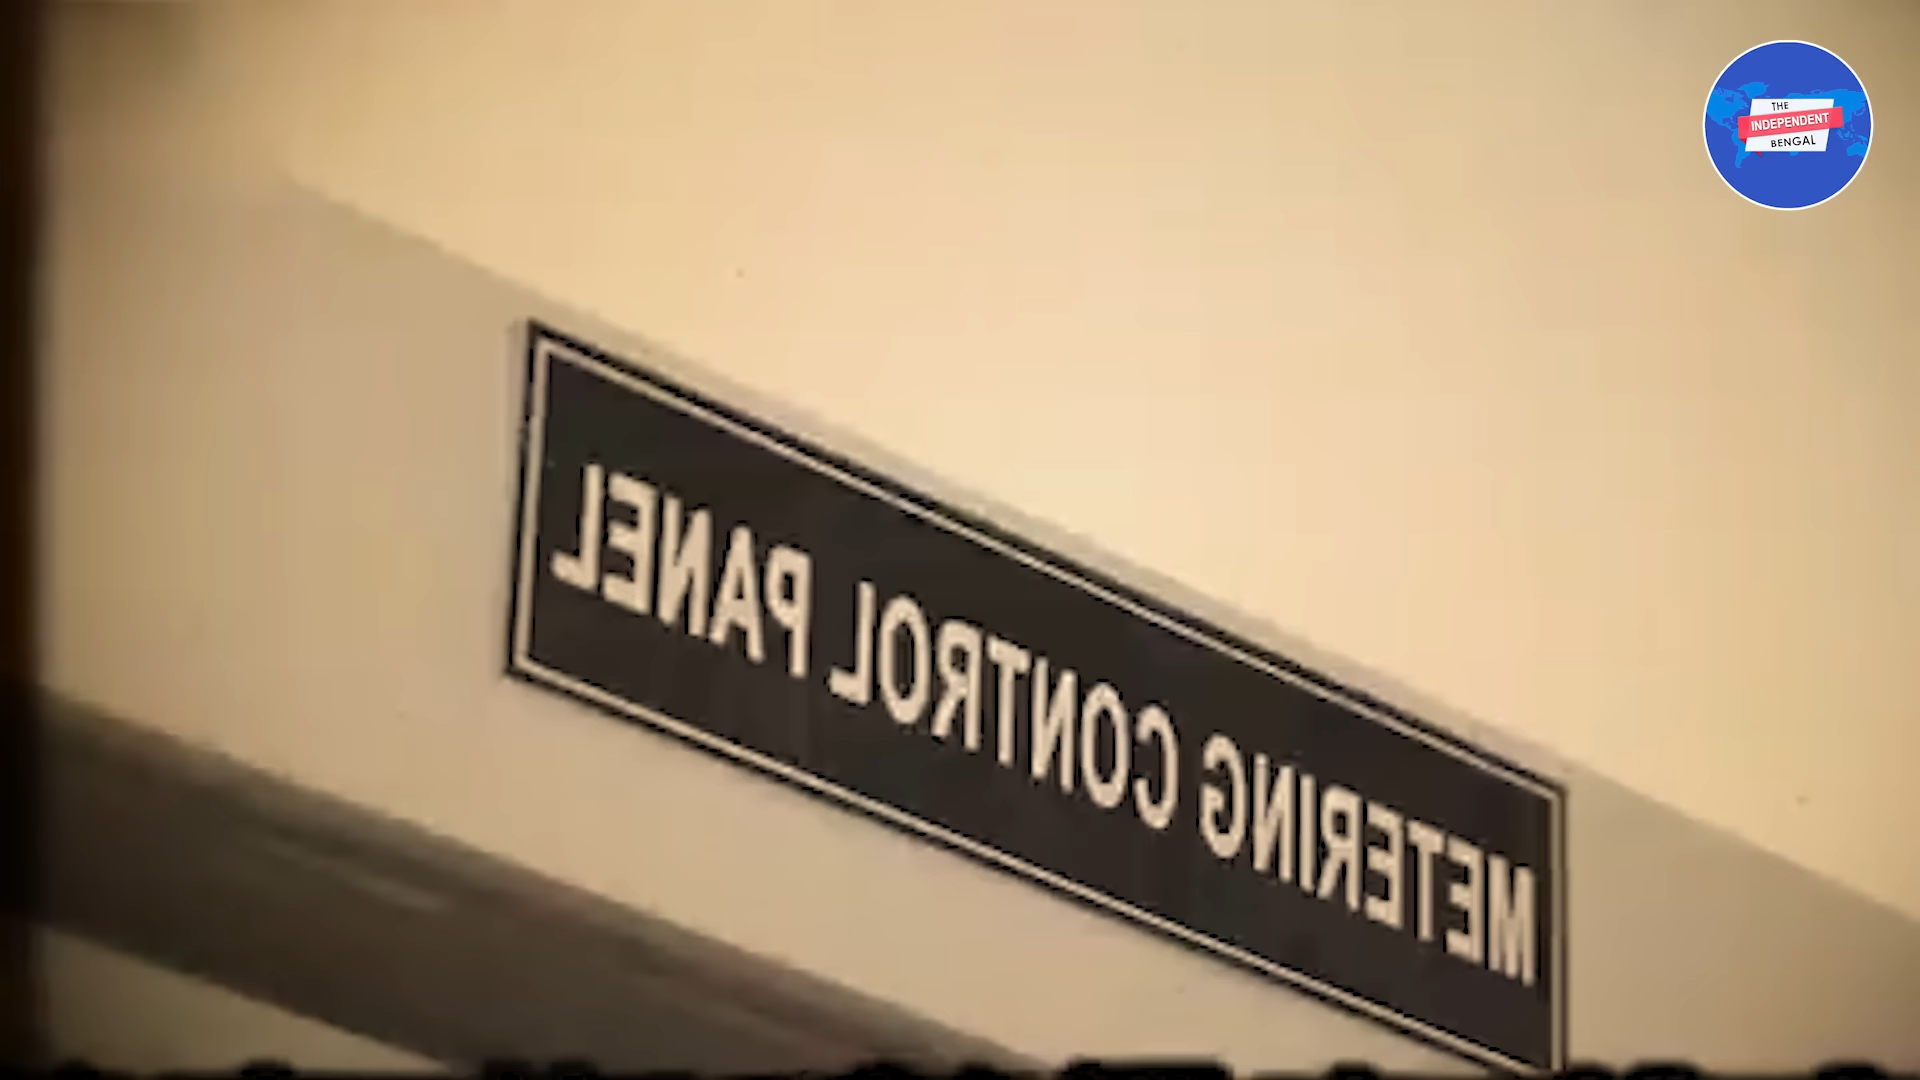 METERING CONTROL PANEL
THE
INDEPENDENT
BENGAL